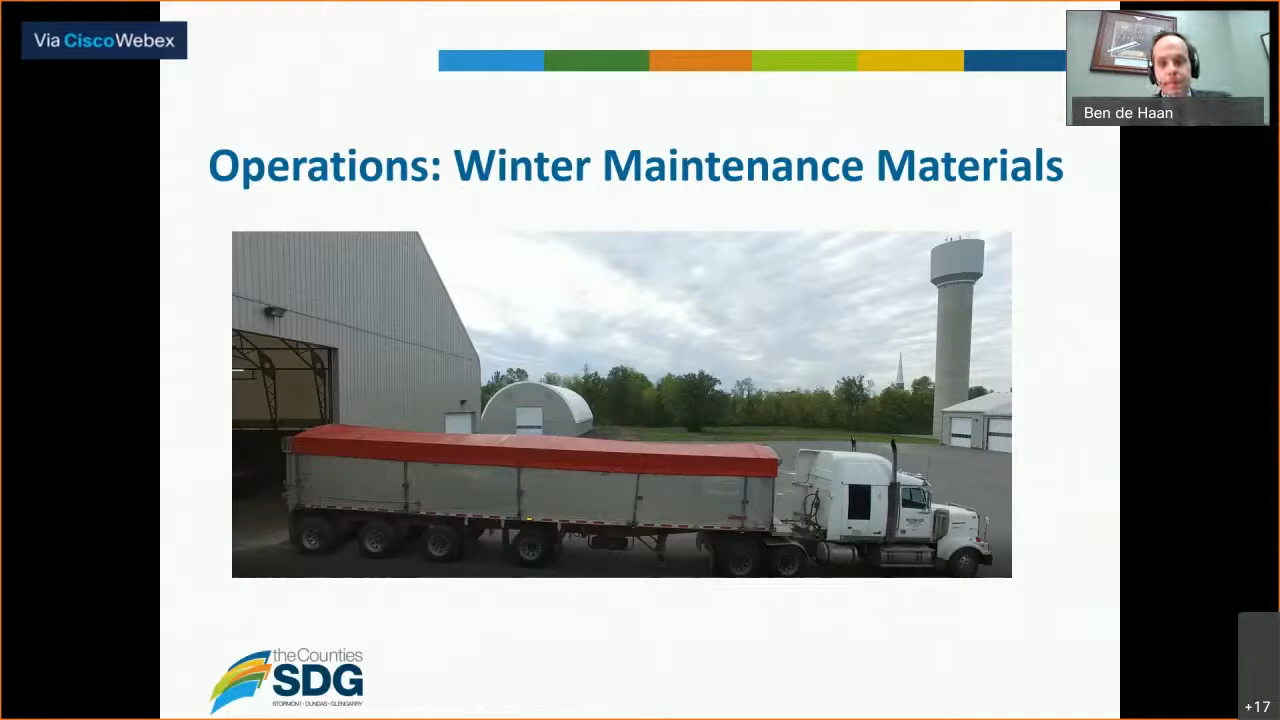 Via CiscoWebex
Ben de Haan
Operations: Winter Maintenance Materials
the Counties
SDG
STORMONT · DUNDAS · GLENGARRY
+17